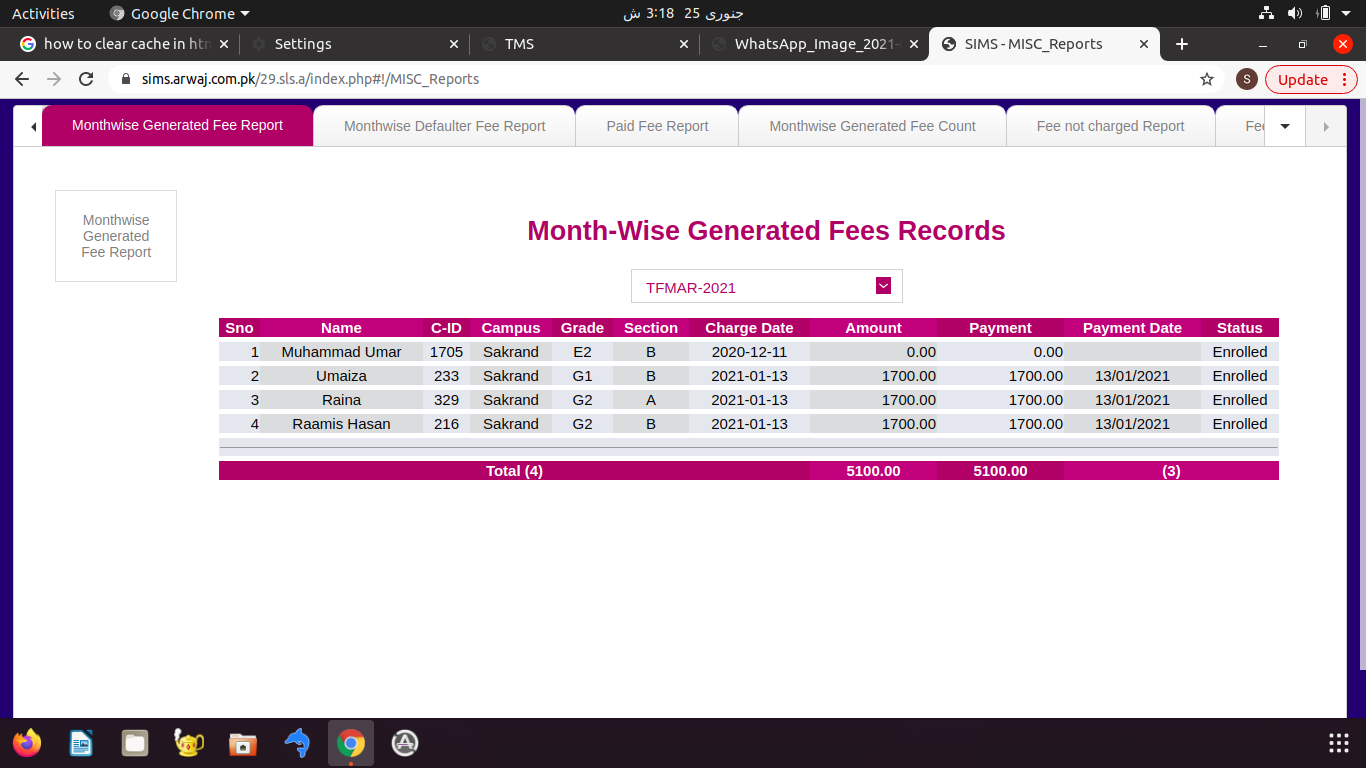 Activities Google Chrome جنوری 25 3:18 ش
how to clear cache in htm Settings TMS WhatsApp_Image_2021- SIMS - MISC_Reports
sims.arwaj.com.pk/29.sls.a/index.php#!/MISC_Reports S Update
Monthwise Generated Fee Report Monthwise Defaulter Fee Report Paid Fee Report Monthwise Generated Fee Count Fee not charged Report Fee
Monthwise
Generated
Fee Report
Month-Wise Generated Fees Records
TFMAR-2021
Sno Name C-ID Campus Grade Section Charge Date Amount Payment Payment Date Status
1 Muhammad Umar 1705 Sakrand E2 B 2020-12-11 0.00 0.00 Enrolled
2 Umaiza 233 Sakrand G1 B 2021-01-13 1700.00 1700.00 13/01/2021 Enrolled
3 Raina 329 Sakrand G2 A 2021-01-13 1700.00 1700.00 13/01/2021 Enrolled
4 Raamis Hasan 216 Sakrand G2 B 2021-01-13 1700.00 1700.00 13/01/2021 Enrolled
Total (4) 5100.00 5100.00 (3)